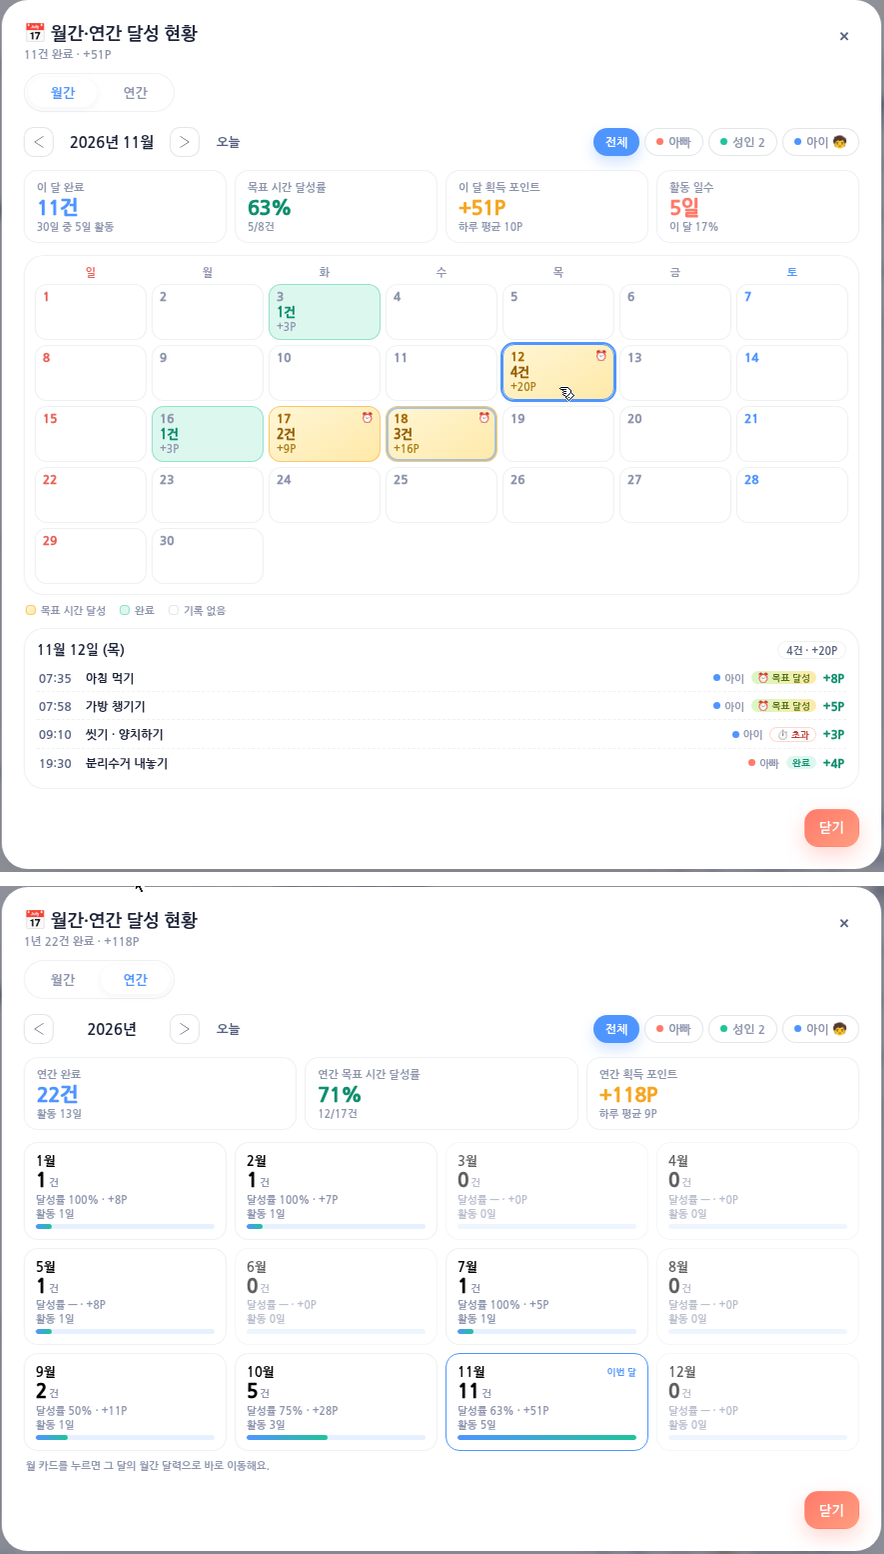 📅 월간·연간 달성 현황
×
11건 완료 · +51P
월간 연간
< 2026년 11월 > 오늘 전체 아빠 성인 2 아이 🧒
이 달 완료
11건
30일 중 5일 활동
목표 시간 달성률
63%
5/8건
이 달 획득 포인트
+51P
하루 평균 10P
활동 일수
5일
이 달 17%
일 월 화 수 목 금 토
1 2 3 4 5 6 7
1건
+3P
8 9 10 11 12 ⏰ 13 14
4건
+20P
15 16 17 ⏰ 18 ⏰ 19 20 21
1건 2건 3건
+3P +9P +16P
22 23 24 25 26 27 28
29 30
목표 시간 달성 완료 기록 없음
11월 12일 (목) 4건 · +20P
07:35 아침 먹기 아이 ⏰ 목표 달성 +8P
07:58 가방 챙기기 아이 ⏰ 목표 달성 +5P
09:10 씻기 · 양치하기 아이 ⏱️ 초과 +3P
19:30 분리수거 내놓기 아빠 완료 +4P
닫기
📅 월간·연간 달성 현황
×
1년 22건 완료 · +118P
월간 연간
< 2026년 > 오늘 전체 아빠 성인 2 아이 🧒
연간 완료
22건
활동 13일
연간 목표 시간 달성률
71%
12/17건
연간 획득 포인트
+118P
하루 평균 9P
1월
1 건
달성률 100% · +8P
활동 1일
2월
1 건
달성률 100% · +7P
활동 1일
3월
0 건
달성률 — · +0P
활동 0일
4월
0 건
달성률 — · +0P
활동 0일
5월
1 건
달성률 — · +8P
활동 1일
6월
0 건
달성률 — · +0P
활동 0일
7월
1 건
달성률 100% · +5P
활동 1일
8월
0 건
달성률 — · +0P
활동 0일
9월
2 건
달성률 50% · +11P
활동 1일
10월
5 건
달성률 75% · +28P
활동 3일
11월 이번 달
11 건
달성률 63% · +51P
활동 5일
12월
0 건
달성률 — · +0P
활동 0일
월 카드를 누르면 그 달의 월간 달력으로 바로 이동해요.
닫기